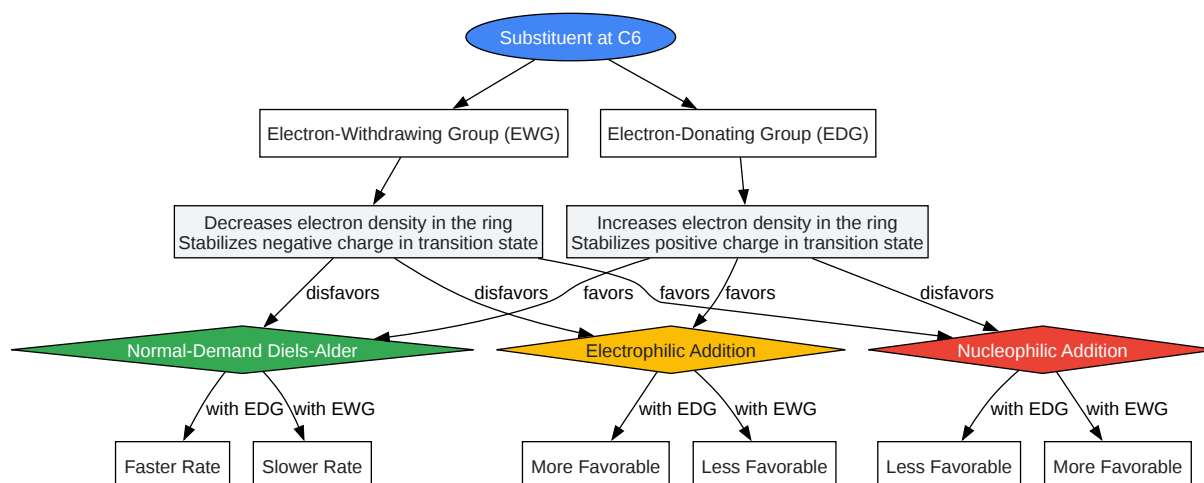 Substituent at C6
Electron-Withdrawing Group (EWG)
Electron-Donating Group (EDG)
Decreases electron density in the ring
Stabilizes negative charge in transition state
Increases electron density in the ring
Stabilizes positive charge in transition state
disfavors
disfavors
favors
favors
favors
disfavors
Normal-Demand Diels-Alder
Electrophilic Addition
Nucleophilic Addition
with EDG
with EWG
with EDG
with EWG
with EDG
with EWG
Faster Rate
Slower Rate
More Favorable
Less Favorable
Less Favorable
More Favorable